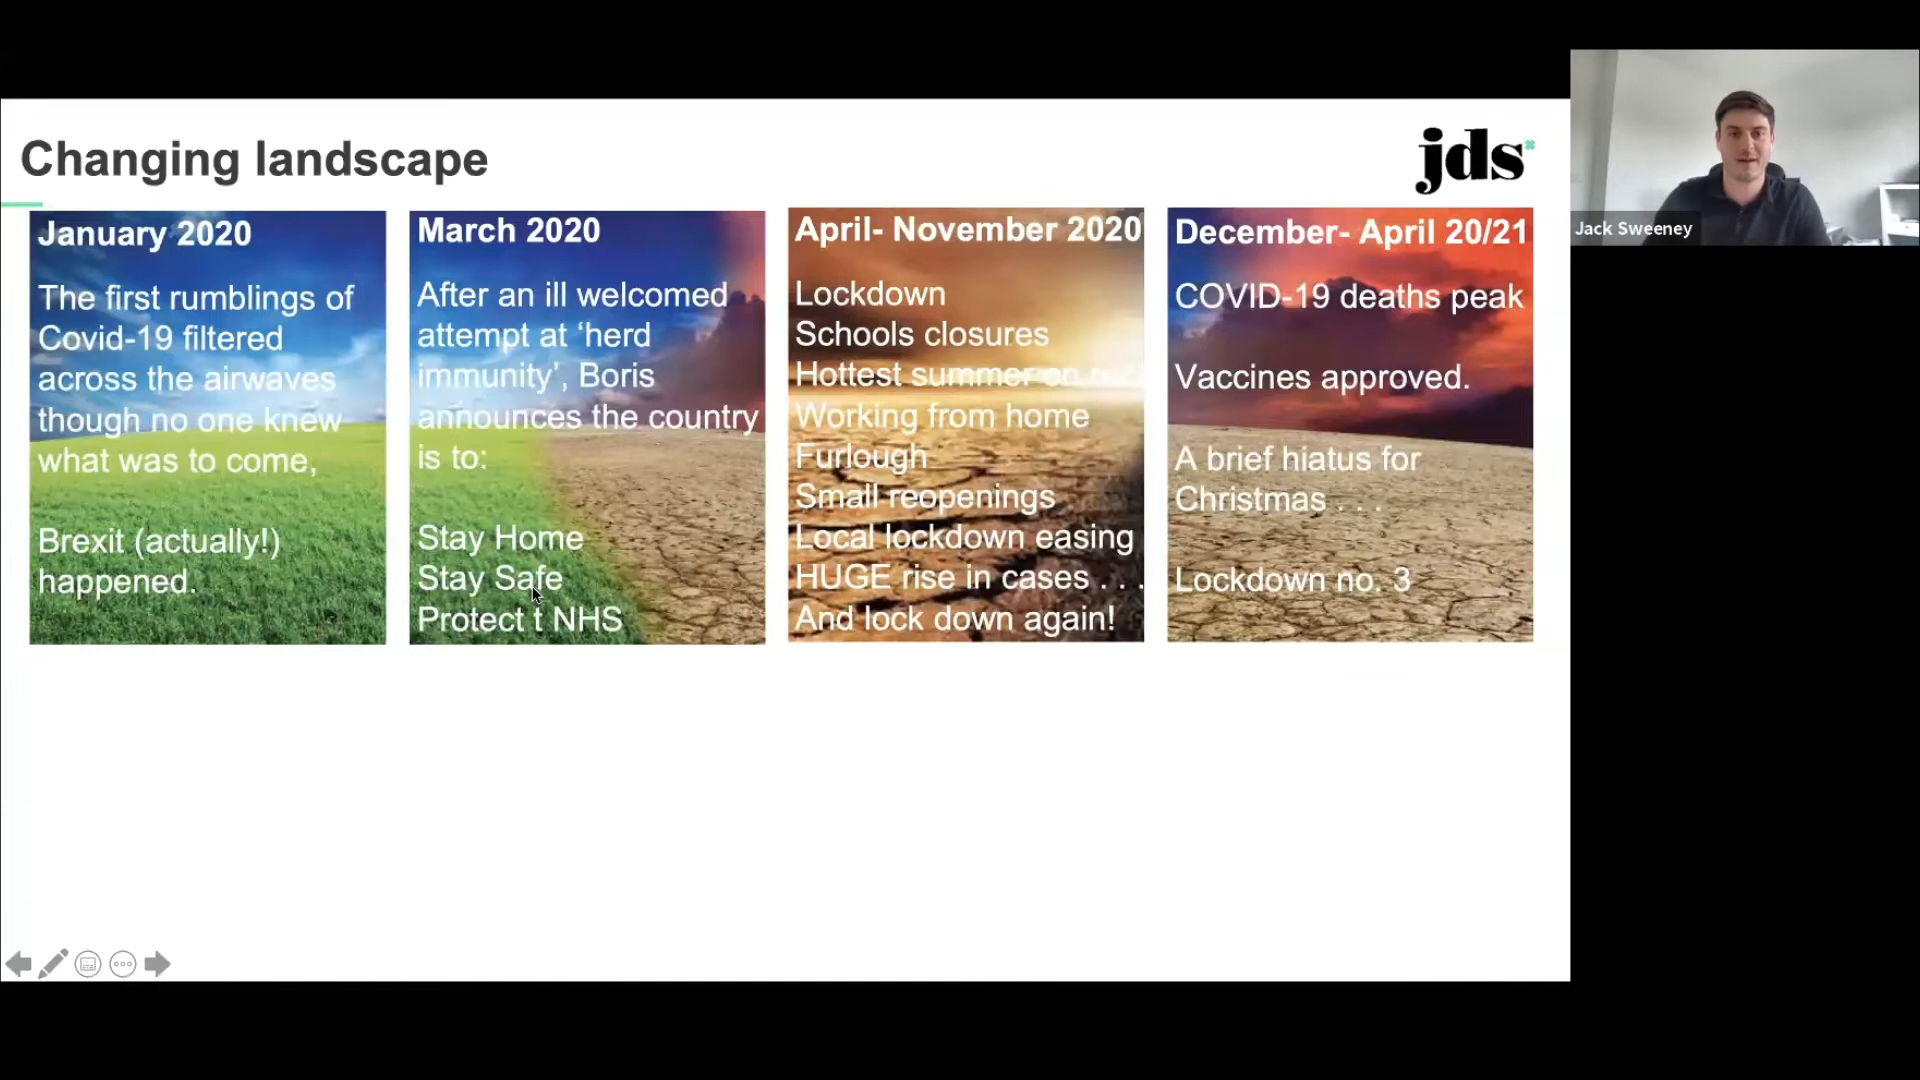 Changing landscape
jds
January 2020
The first rumblings of
Covid-19 filtered
across the airwaves
though no one knew
what was to come,
Brexit (actually!)
happened.
March 2020
After an ill welcomed
attempt at ‘herd
immunity’, Boris
announces the country
is to:
Stay Home
Stay Safe
Protect t NHS
April- November 2020
Lockdown
Schools closures
Hottest summer on
Working from home
Furlough
Small reopenings
Local lockdown easing
HUGE rise in cases . . .
And lock down again!
December- April 20/21
COVID-19 deaths peak
Vaccines approved.
A brief hiatus for
Christmas . . .
Lockdown no. 3
Jack Sweeney